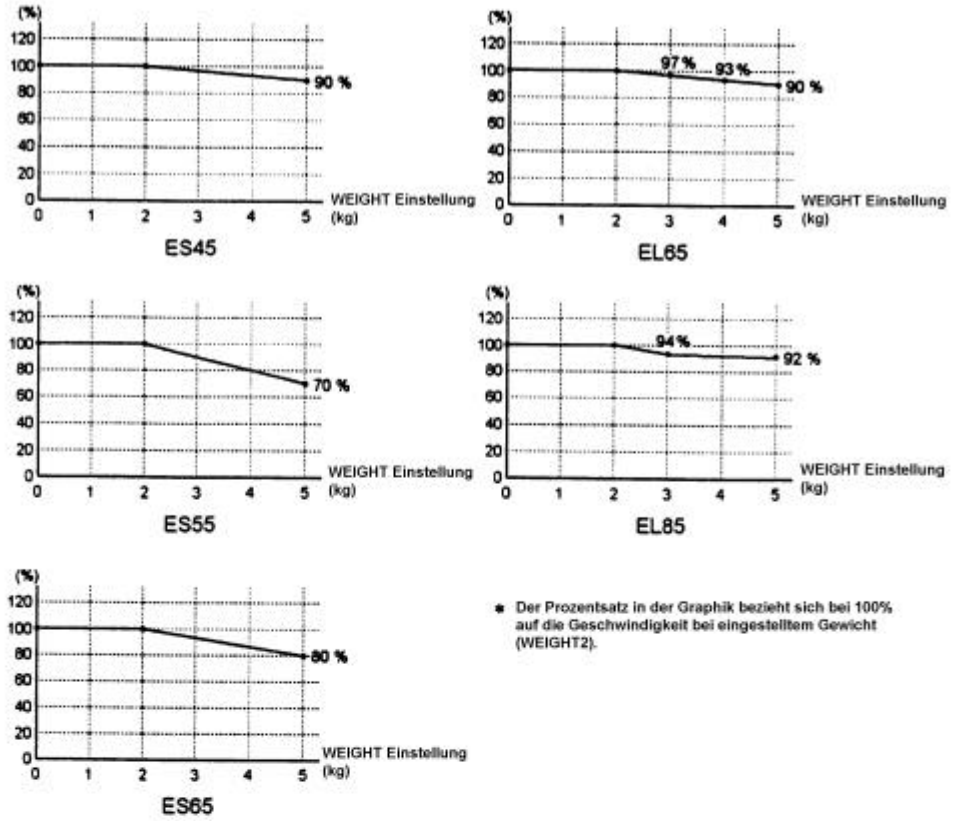 (%)
120
100
80
60
40
20
0
0 1 2 3 4 5
90 %
WEIGHT Einstellung
(kg)
ES45
(%)
120
100
80
60
40
20
0
0 1 2 3 4 5
97 %
93 %
90 %
WEIGHT Einstellung
(kg)
EL65
(%)
120
100
80
60
40
20
0
0 1 2 3 4 5
70 %
WEIGHT Einstellung
(kg)
ES55
(%)
120
100
80
60
40
20
0
0 1 2 3 4 5
94 %
92 %
WEIGHT Einstellung
(kg)
EL85
(%)
120
100
80
60
40
20
0
0 1 2 3 4 5
80 %
WEIGHT Einstellung
(kg)
ES65
* Der Prozentsatz in der Graphik bezieht sich bei 100%
auf die Geschwindigkeit bei eingestelltem Gewicht
(WEIGHT2).